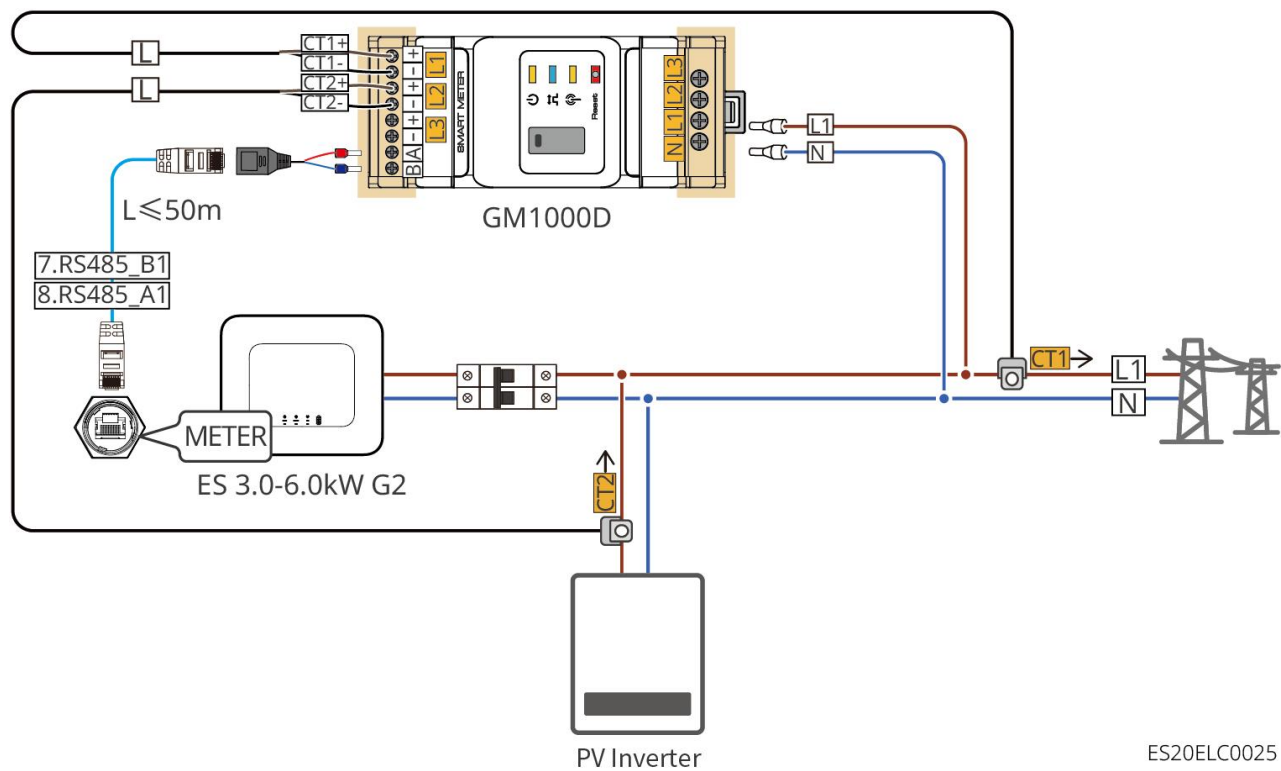 L
L
CT1+
CT1-
CT2+
CT2-
+
-
+
-
+
-
A
B
L1
L2
L3
SMART METER
Reset
L3
L2
L1
N
L1
N
GM1000D
L≤50m
7.RS485_B1
8.RS485_A1
METER
ES 3.0-6.0kW G2
CT1→
L1
N
CT2→
PV Inverter
ES20ELC0025